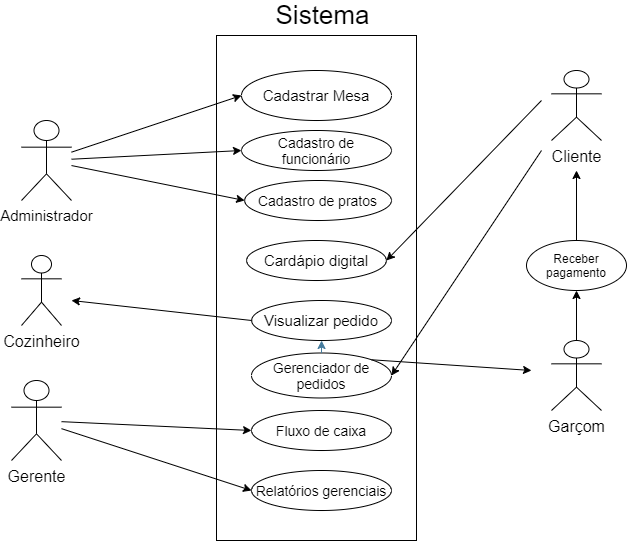 Sistema
Cadastrar Mesa
Cadastro de
funcionário
Cadastro de pratos
Cardápio digital
Visualizar pedido
Gerenciador de
pedidos
Fluxo de caixa
Relatórios gerenciais
Administrador
Cozinheiro
Gerente
Cliente
Receber
pagamento
Garçom